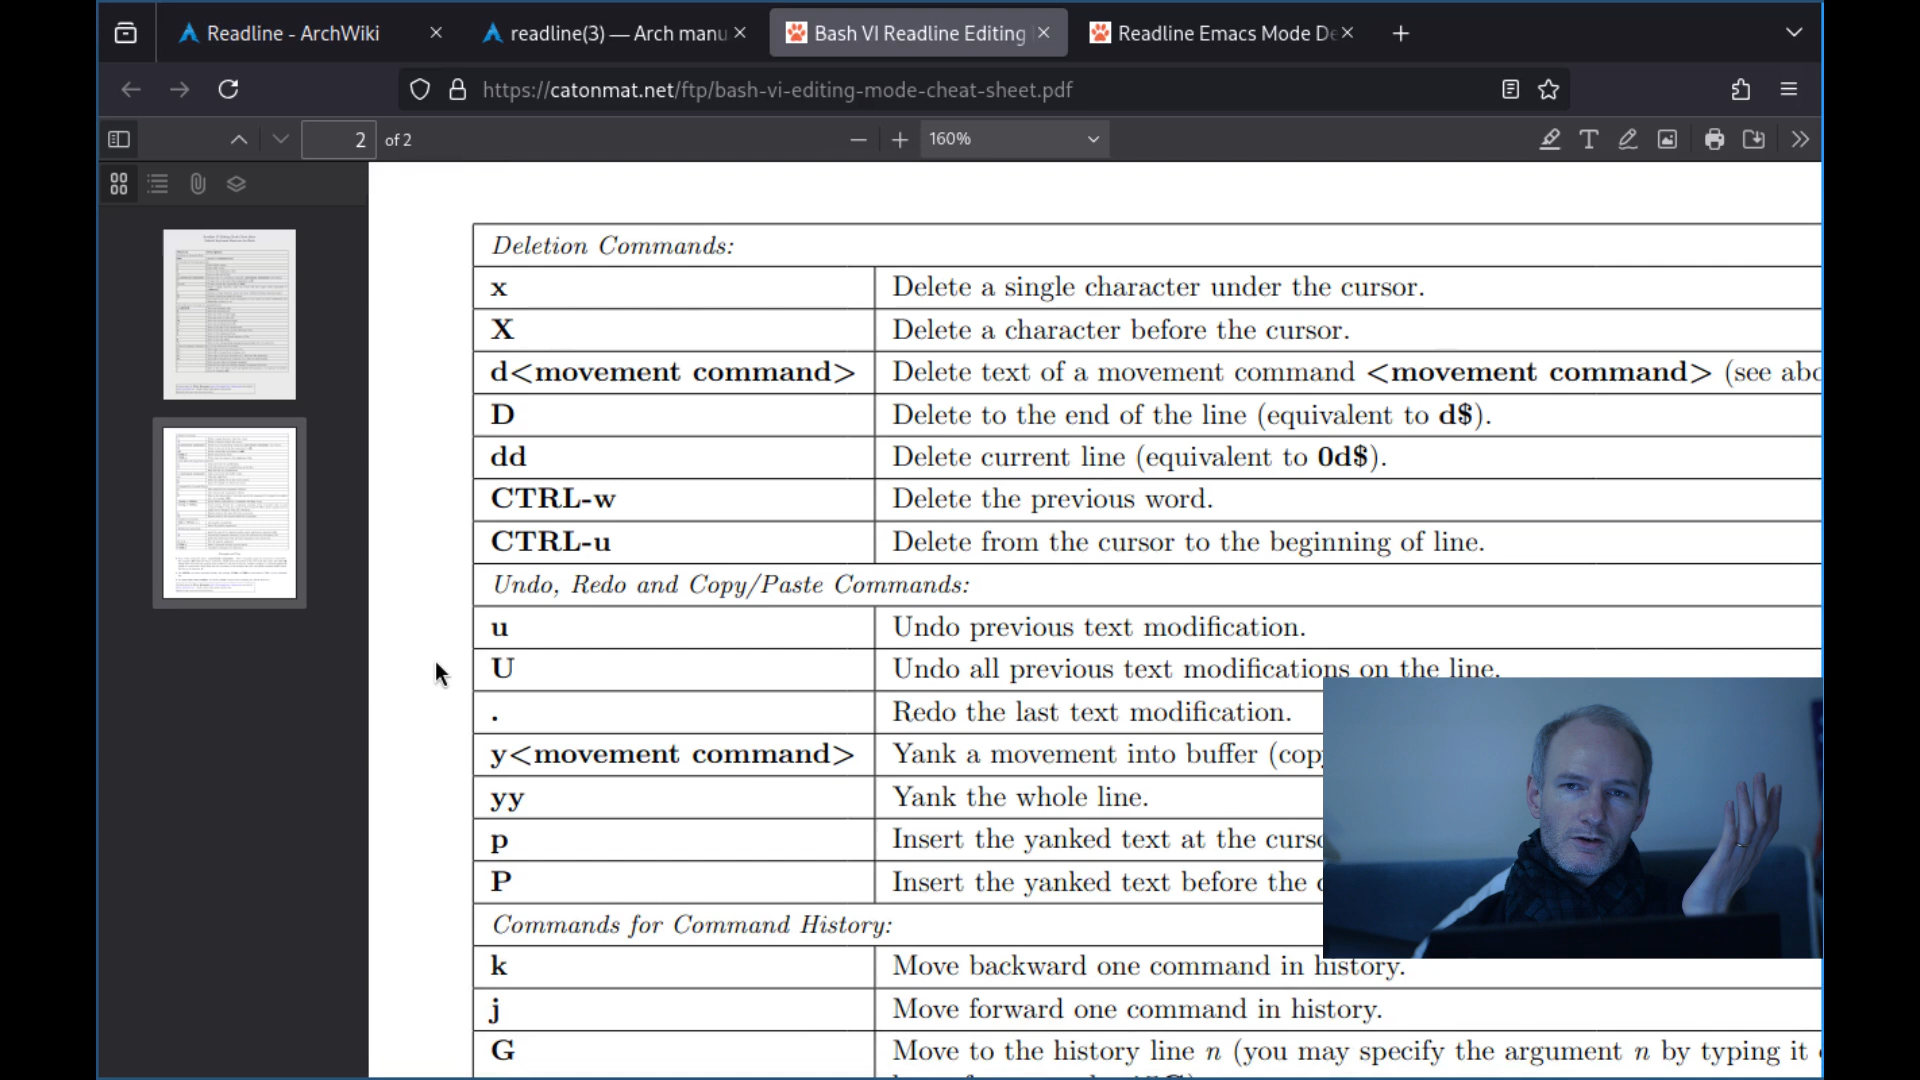 Readline - ArchWiki
readline(3) — Arch manu
Bash VI Readline Editing
Readline Emacs Mode De
https://catonmat.net/ftp/bash-vi-editing-mode-cheat-sheet.pdf
2 of 2
160%
Deletion Commands:
x Delete a single character under the cursor.
X Delete a character before the cursor.
d<movement command> Delete text of a movement command <movement command> (see abo
D Delete to the end of the line (equivalent to d$).
dd Delete current line (equivalent to 0d$).
CTRL-w Delete the previous word.
CTRL-u Delete from the cursor to the beginning of line.
Undo, Redo and Copy/Paste Commands:
u Undo previous text modification.
U Undo all previous text modifications on the line.
. Redo the last text modification.
y<movement command> Yank a movement into buffer (cop
yy Yank the whole line.
p Insert the yanked text at the curso
P Insert the yanked text before the
Commands for Command History:
k Move backward one command in history.
j Move forward one command in history.
G Move to the history line n (you may specify the argument n by typing it